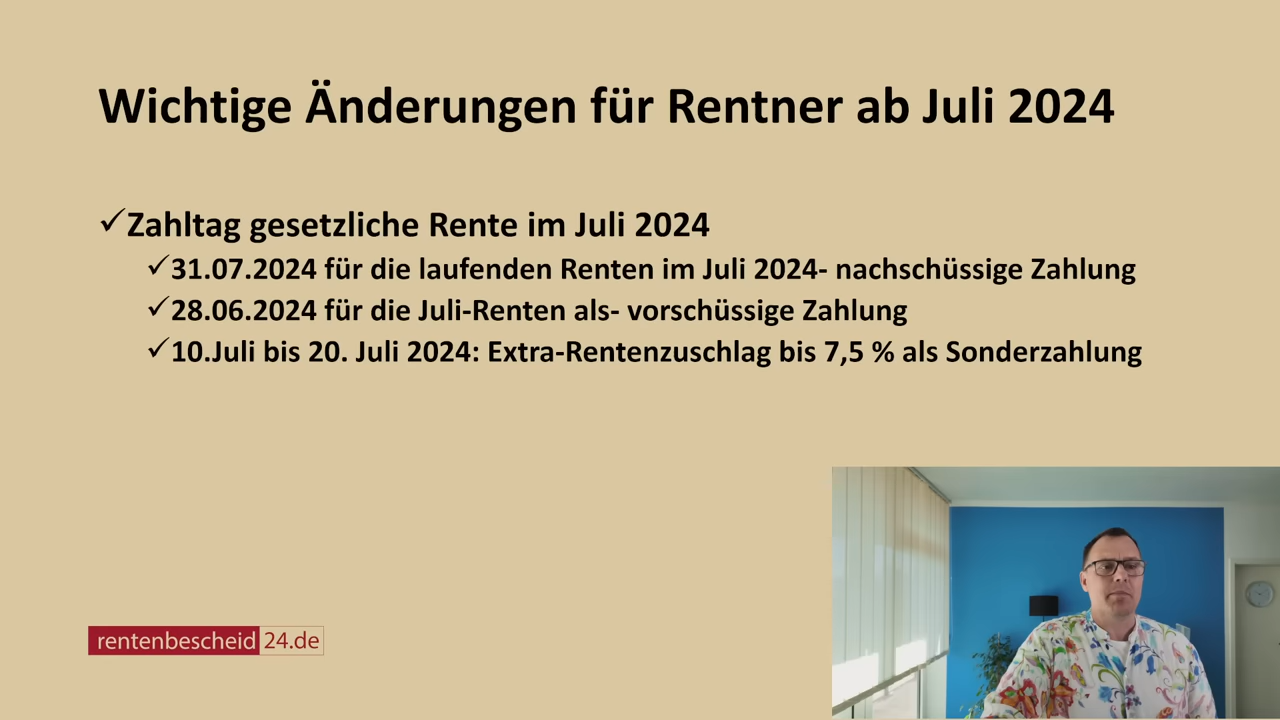 Wichtige Änderungen für Rentner ab Juli 2024
Zahltag gesetzliche Rente im Juli 2024
31.07.2024 für die laufenden Renten im Juli 2024- nachschüssige Zahlung
28.06.2024 für die Juli-Renten als- vorschüssige Zahlung
10.Juli bis 20. Juli 2024: Extra-Rentenzuschlag bis 7,5 % als Sonderzahlung
rentenbescheid 24.de